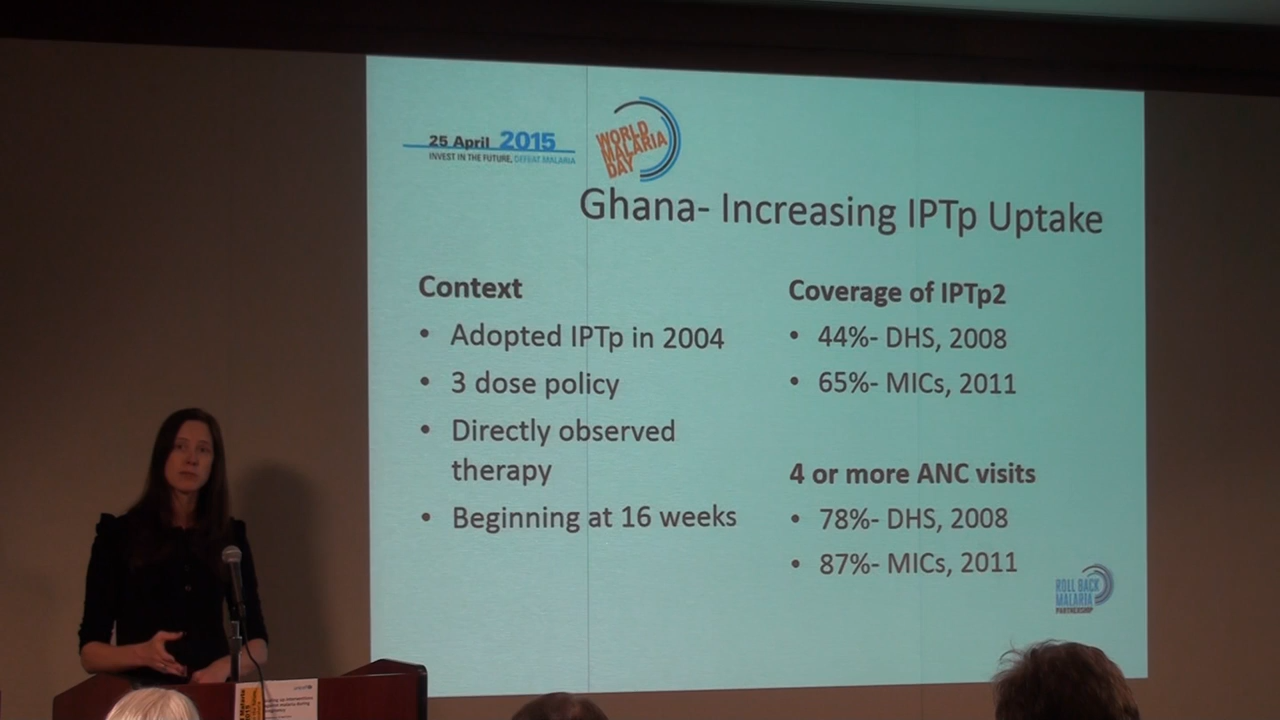 25 April 2015
INVEST IN THE FUTURE, DEFEAT MALARIA
WORLD
MALARIA
DAY
Ghana- Increasing IPTp Uptake
Context
• Adopted IPTp in 2004
• 3 dose policy
• Directly observed
therapy
• Beginning at 16 weeks
Coverage of IPTp2
• 44%- DHS, 2008
• 65%- MICs, 2011
4 or more ANC visits
• 78%- DHS, 2008
• 87%- MICs, 2011
ROLL BACK
MALARIA
PARTNERSHIP